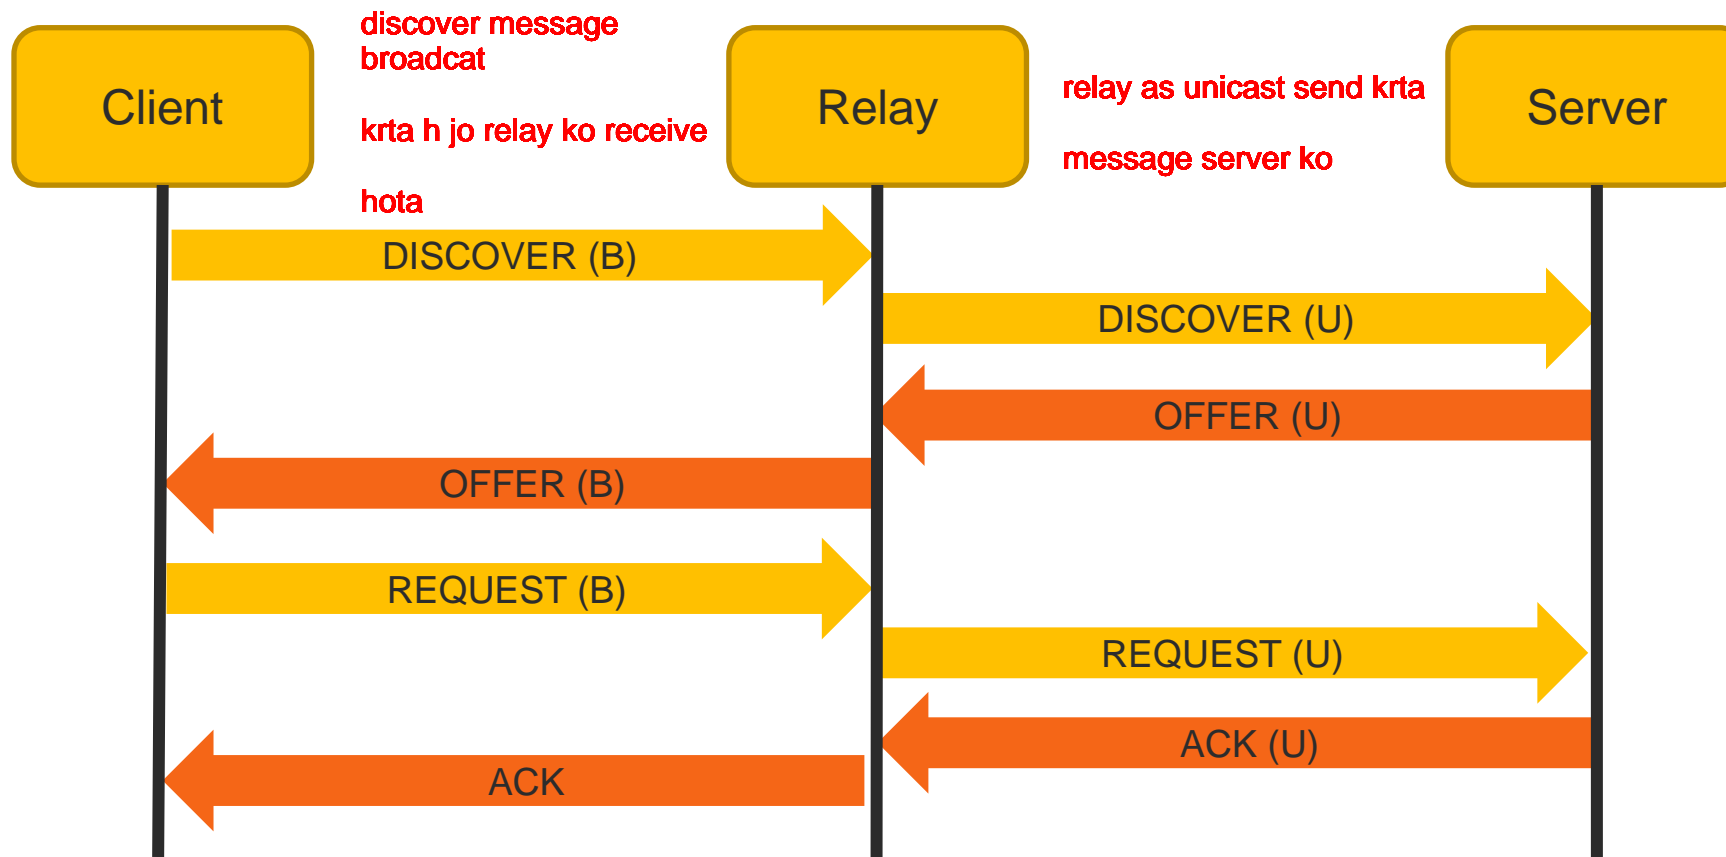 discover message
broadcat
krta h jo relay ko receive
hota
Client
Relay
relay as unicast send krta
message server ko
Server
DISCOVER (B)
DISCOVER (U)
OFFER (U)
OFFER (B)
REQUEST (B)
REQUEST (U)
ACK (U)
ACK